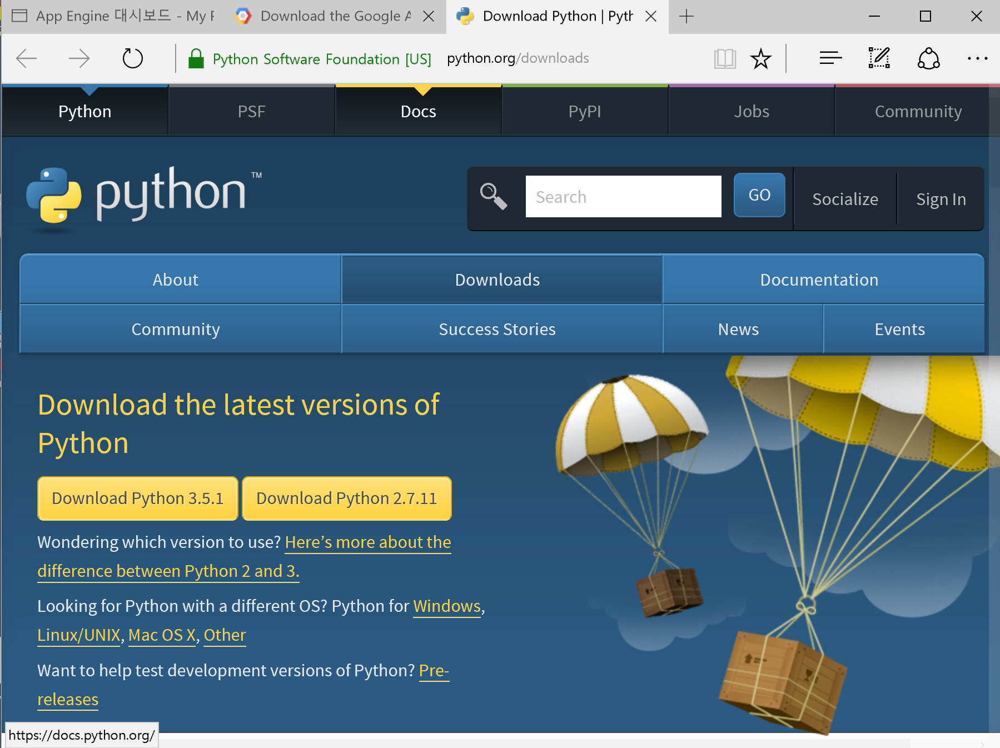 App Engine 대시보드 - My
Download the Google
Download Python | Pyth
Python Software Foundation [US] python.org/downloads
Python PSF Docs PyPI Jobs Community
python™
Search GO Socialize Sign In
About Downloads Documentation
Community Success Stories News Events
Download the latest versions of
Python
Download Python 3.5.1 Download Python 2.7.11
Wondering which version to use? Here’s more about the
difference between Python 2 and 3.
Looking for Python with a different OS? Python for Windows,
Linux/UNIX, Mac OS X, Other
Want to help test development versions of Python? Pre-
releases
https://docs.python.org/